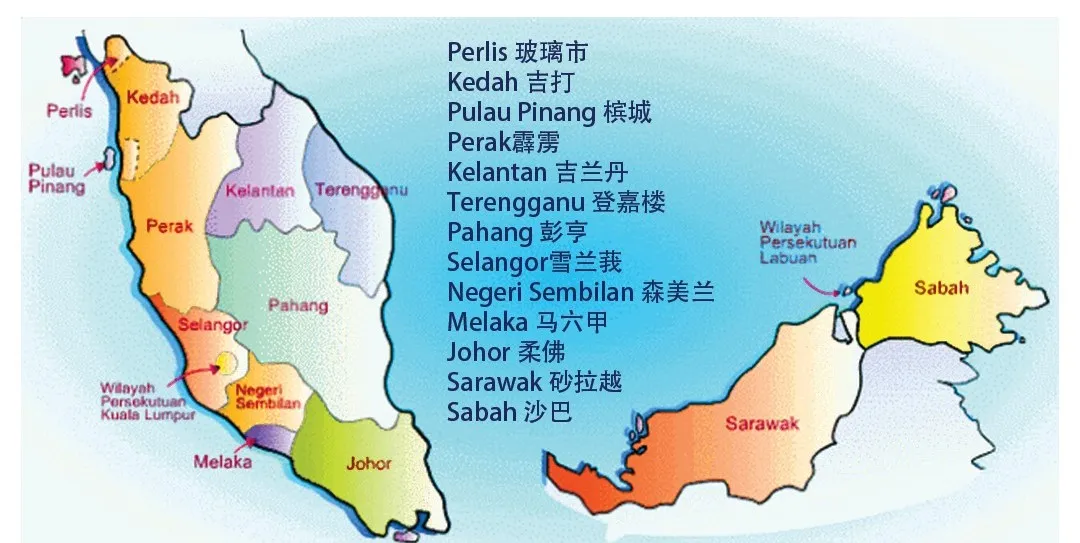 Perlis 玻璃市
Kedah 吉打
Pulau Pinang 槟城
Perak霹雳
Kelantan 吉兰丹
Terengganu 登嘉楼
Pahang 彭亨
Selangor雪兰莪
Negeri Sembilan 森美兰
Melaka 马六甲
Johor 柔佛
Sarawak 砂拉越
Sabah 沙巴
Perlis
Kedah
Pulau
Pinang
Perak
Kelantan
Terengganu
Pahang
Selangor
Wilayah
Persekutuan
Kuala Lumpur
Negeri
Sembilan
Melaka
Johor
Wilayah
Persekutuan
Labuan
Sabah
Sarawak